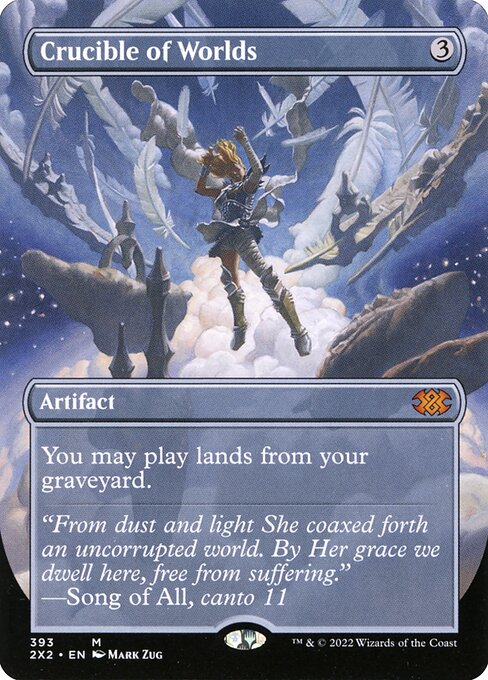 Crucible of Worlds 3
Artifact
You may play lands from your
graveyard.
“From dust and light She coaxed forth
an uncorrupted world. By Her grace we
dwell here, free from suffering.”
—Song of All, canto 11
393 M
2X2 • EN Mark Zug
™ & © 2022 Wizards of the Coast